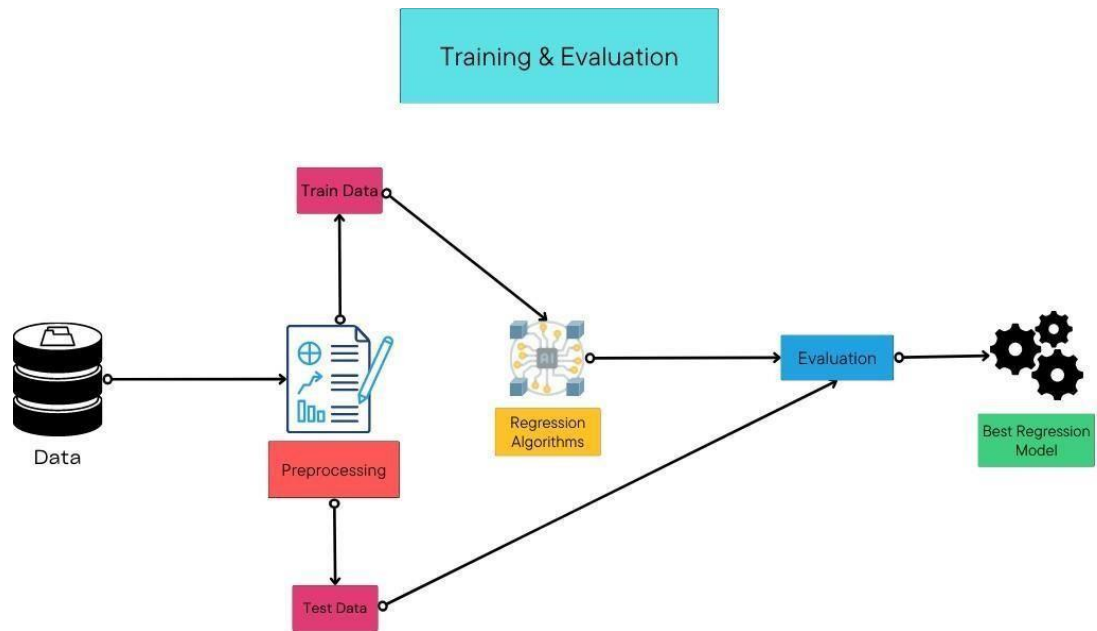 Training & Evaluation
Train Data
Data
Preprocessing
Test Data
AI
Regression
Algorithms
Evaluation
Best Regression
Model